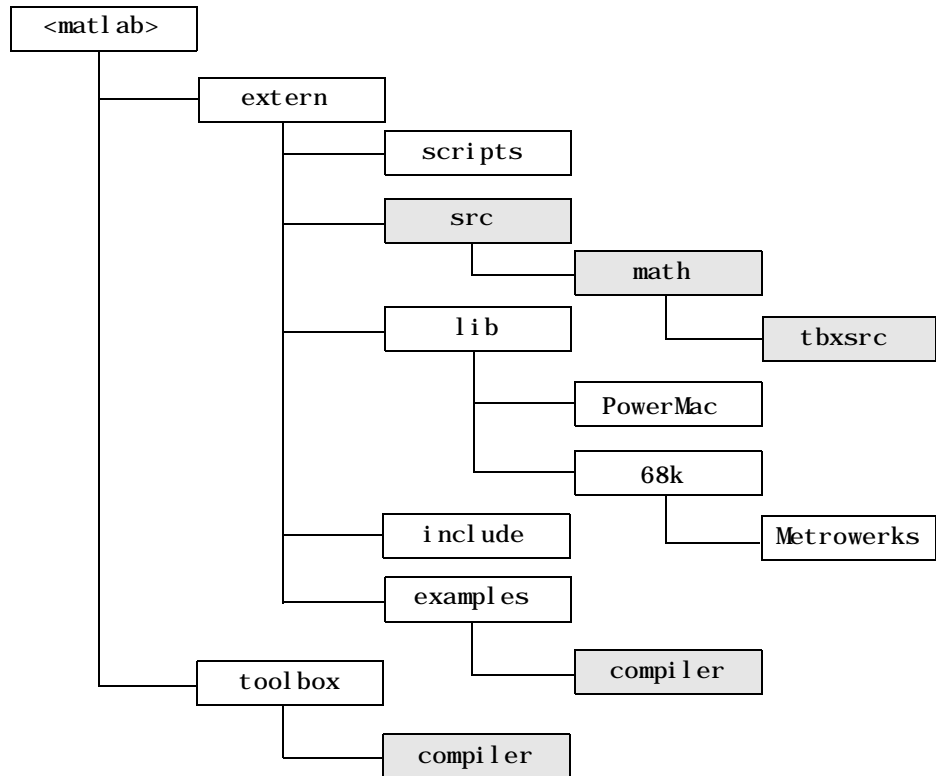 <matlab>
extern
scripts
src
math
tbxsrc
lib
PowerMac
68k
Metrowerks
include
examples
compiler
toolbox
compiler